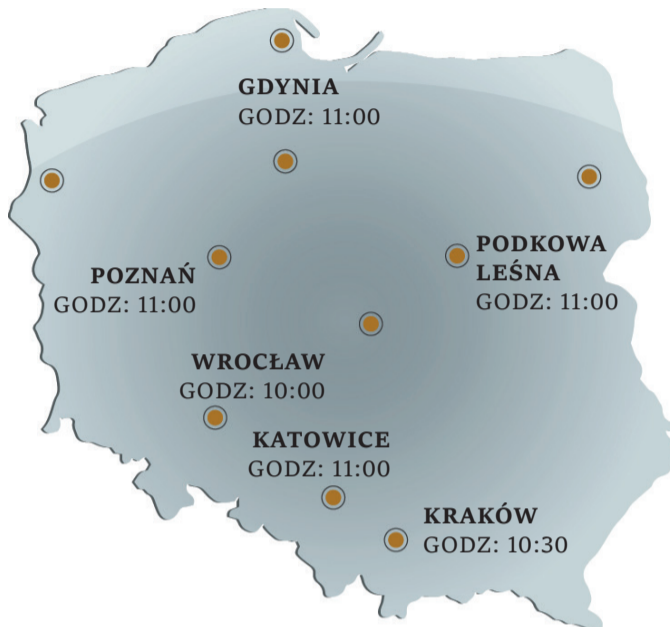 GDYNIA
GODZ: 11:00
PODKOWA
LEŚNA
GODZ: 11:00
POZNAŃ
GODZ: 11:00
WROCŁAW
GODZ: 10:00
KATOWICE
GODZ: 11:00
KRAKÓW
GODZ: 10:30